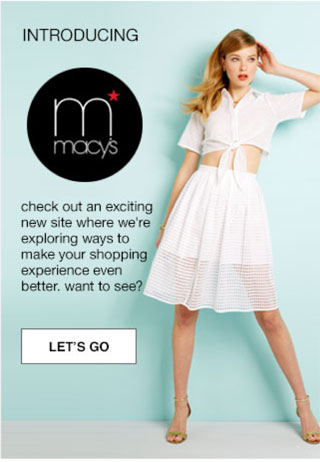 INTRODUCING
m
macy's
check out an exciting
new site where we're
exploring ways to
make your shopping
experience even
better. want to see?
LET'S GO